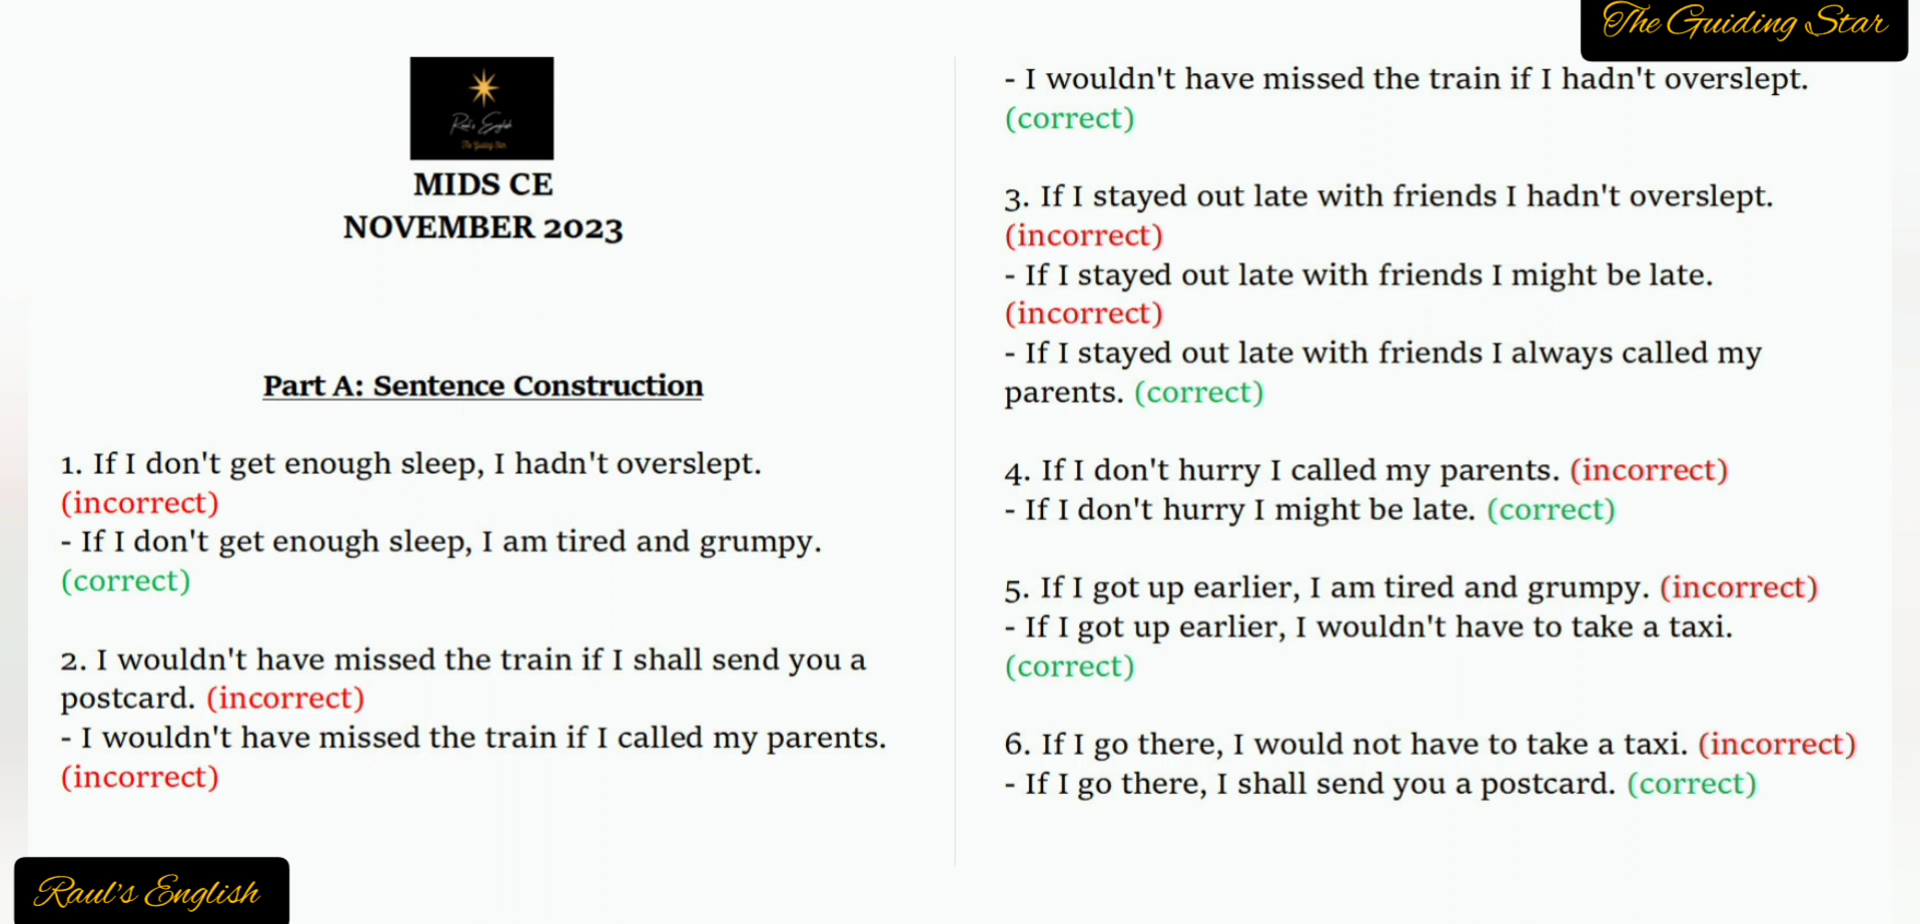 The Guiding Star
Raul's English
The Guiding Star
MIDS CE
NOVEMBER 2023
Part A: Sentence Construction
1. If I don't get enough sleep, I hadn't overslept.
(incorrect)
- If I don't get enough sleep, I am tired and grumpy.
(correct)
2. I wouldn't have missed the train if I shall send you a
postcard. (incorrect)
- I wouldn't have missed the train if I called my parents.
(incorrect)
- I wouldn't have missed the train if I hadn't overslept.
(correct)
3. If I stayed out late with friends I hadn't overslept.
(incorrect)
- If I stayed out late with friends I might be late.
(incorrect)
- If I stayed out late with friends I always called my
parents. (correct)
4. If I don't hurry I called my parents. (incorrect)
- If I don't hurry I might be late. (correct)
5. If I got up earlier, I am tired and grumpy. (incorrect)
- If I got up earlier, I wouldn't have to take a taxi.
(correct)
6. If I go there, I would not have to take a taxi. (incorrect)
- If I go there, I shall send you a postcard. (correct)
Raul's English